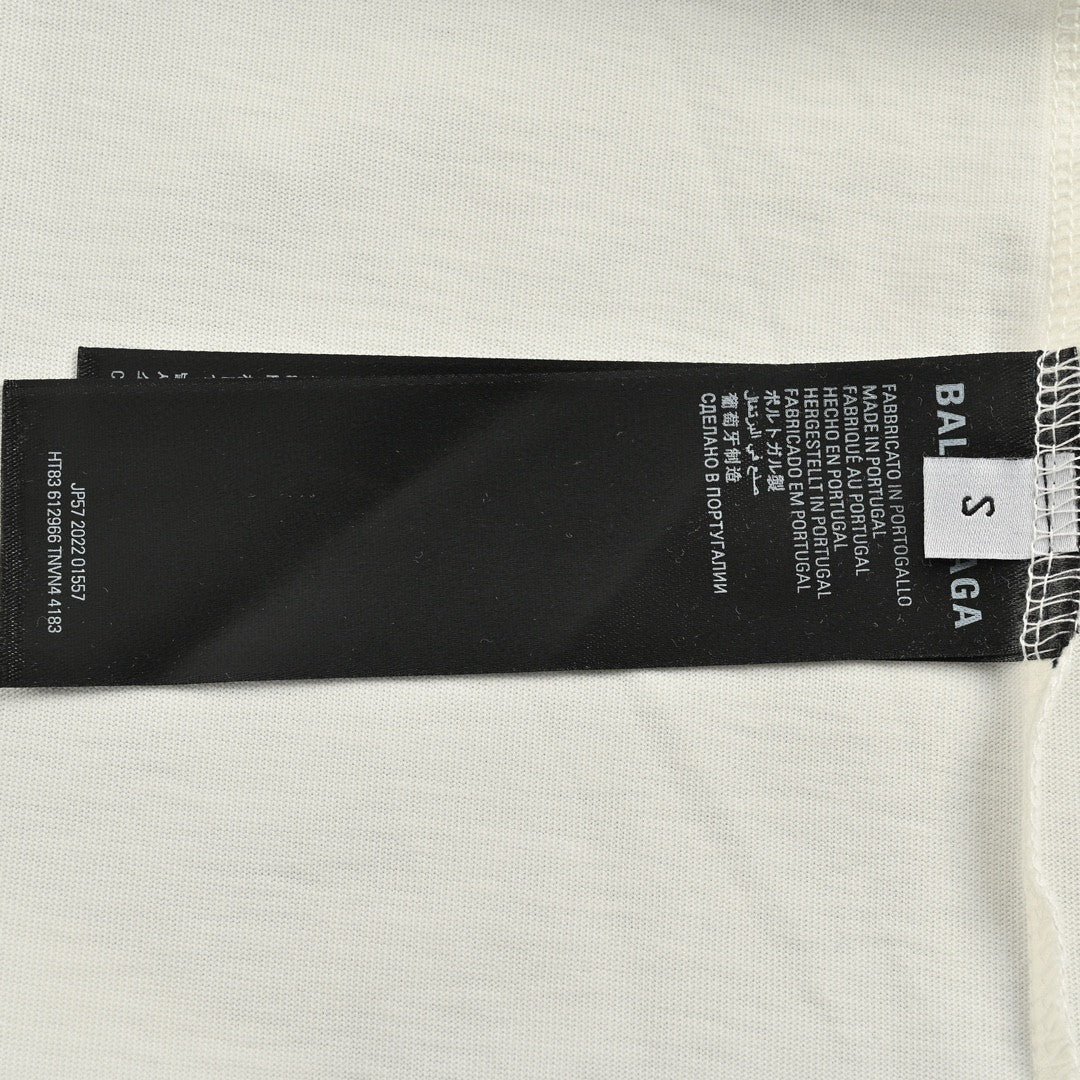 BAL AGA
S
FABBRICATO IN PORTOGALLO
MADE IN PORTUGAL
FABRIQUÉ AU PORTUGAL
HECHO EN PORTUGAL
HERGESTELLT IN PORTUGAL
FABRICADO EM PORTUGAL
ポルトガル製
صنع في البرتغال
葡萄牙制造
СДЕЛАНО В ПОРТУГАЛИИ
JP57 2022 01557
HT83 612966 TNVN4 4183